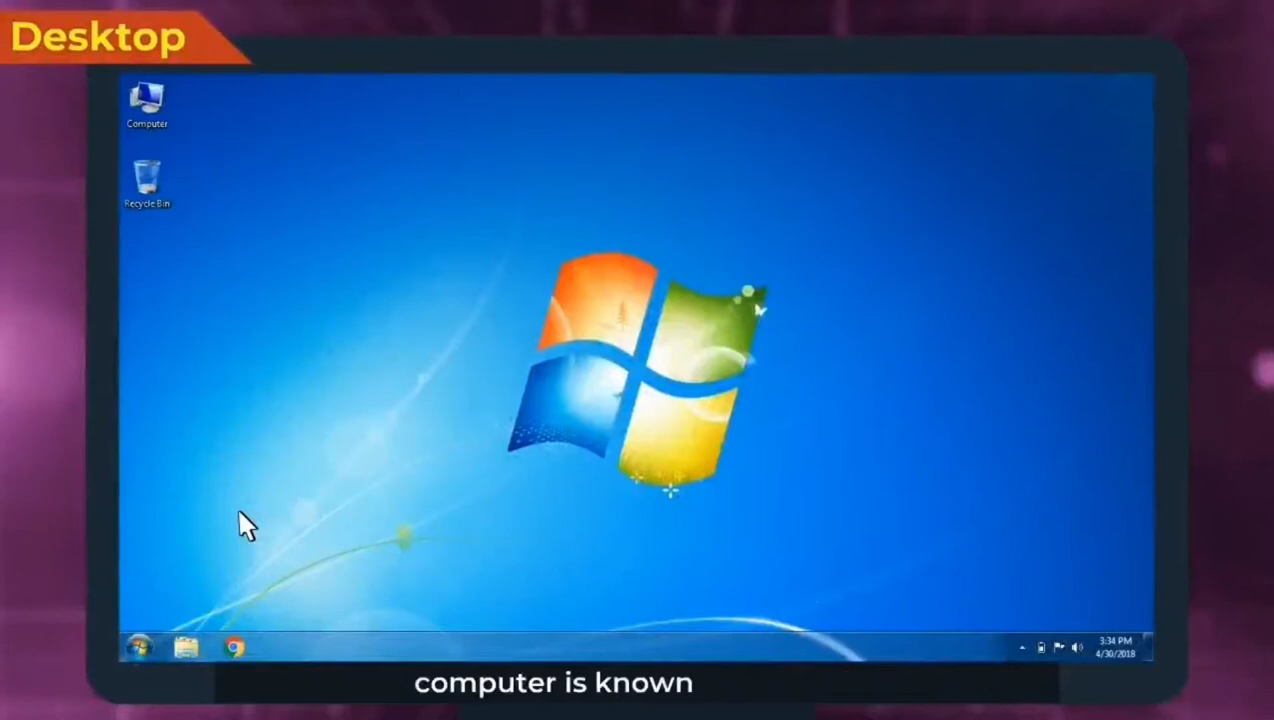 Desktop
Computer
Recycle Bin
3:34 PM
4/30/2018
computer is known